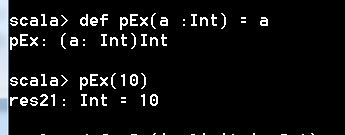 scala> def pEx(a :Int) = a
pEx: (a: Int)Int
scala> pEx(10)
res21: Int = 10